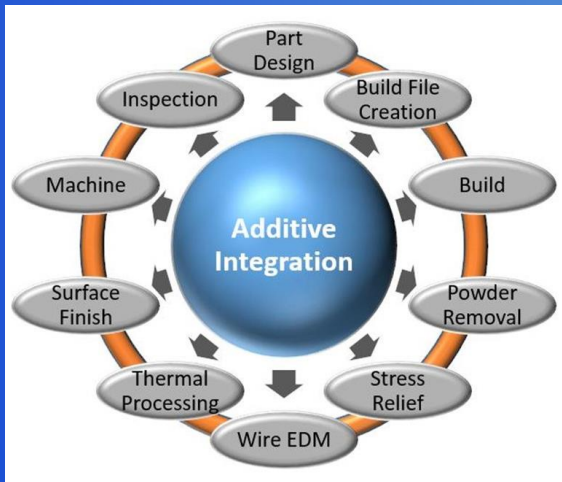 Part
Design
Build File
Creation
Build
Powder
Removal
Stress
Relief
Wire EDM
Thermal
Processing
Surface
Finish
Machine
Inspection
Additive
Integration